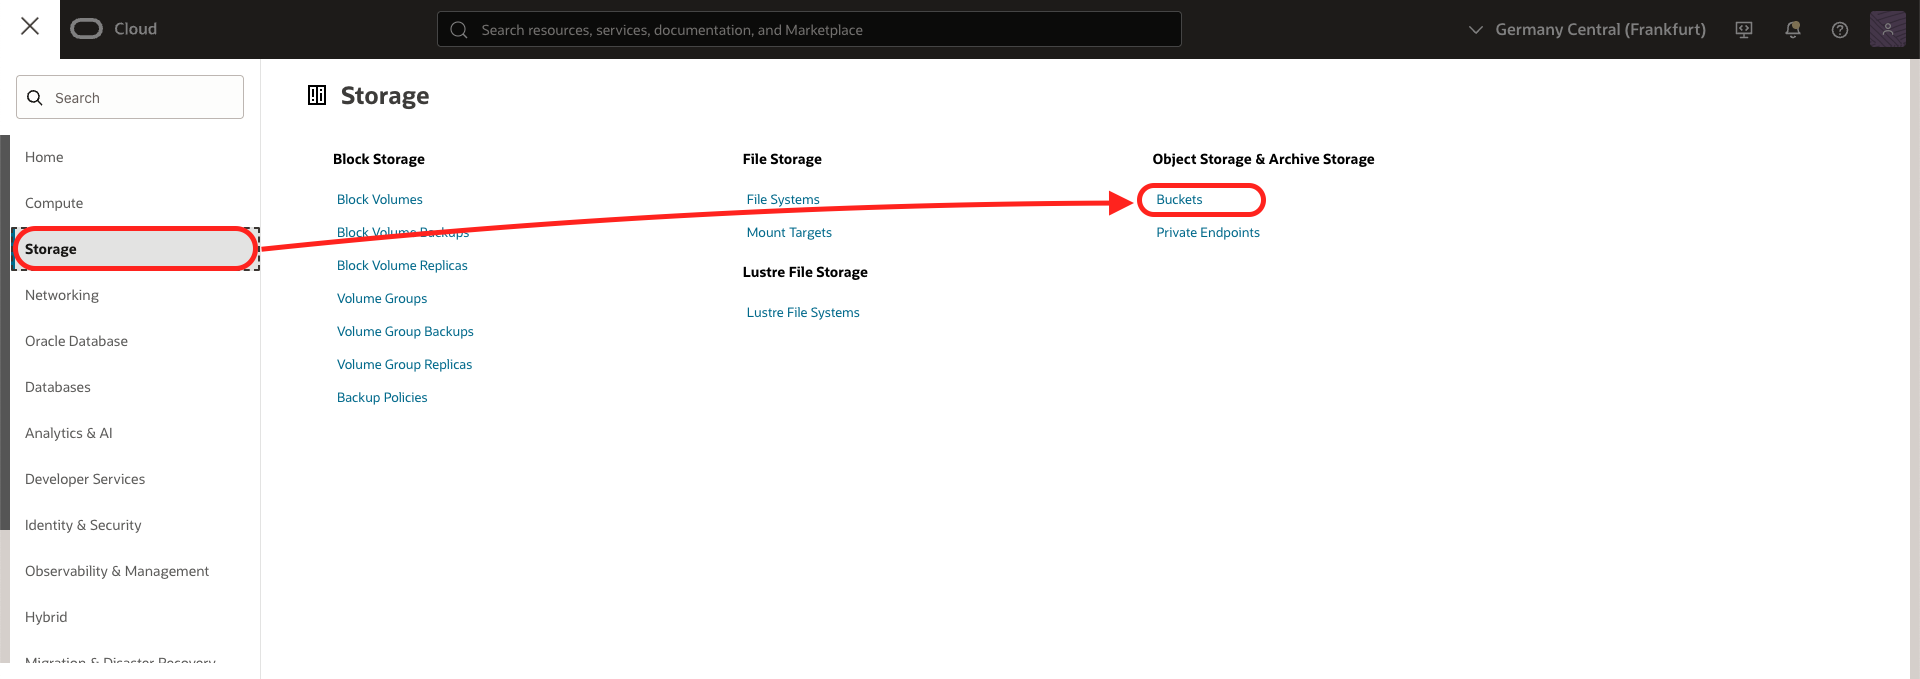 Cloud
Search resources, services, documentation, and Marketplace
Germany Central (Frankfurt)
Search
Home
Compute
Storage
Networking
Oracle Database
Databases
Analytics & AI
Developer Services
Identity & Security
Observability & Management
Hybrid
Migration & Disaster Recovery
Storage
Block Storage
Block Volumes
Block Volume Backups
Block Volume Replicas
Volume Groups
Volume Group Backups
Volume Group Replicas
Backup Policies
File Storage
File Systems
Mount Targets
Lustre File Storage
Lustre File Systems
Object Storage & Archive Storage
Buckets
Private Endpoints